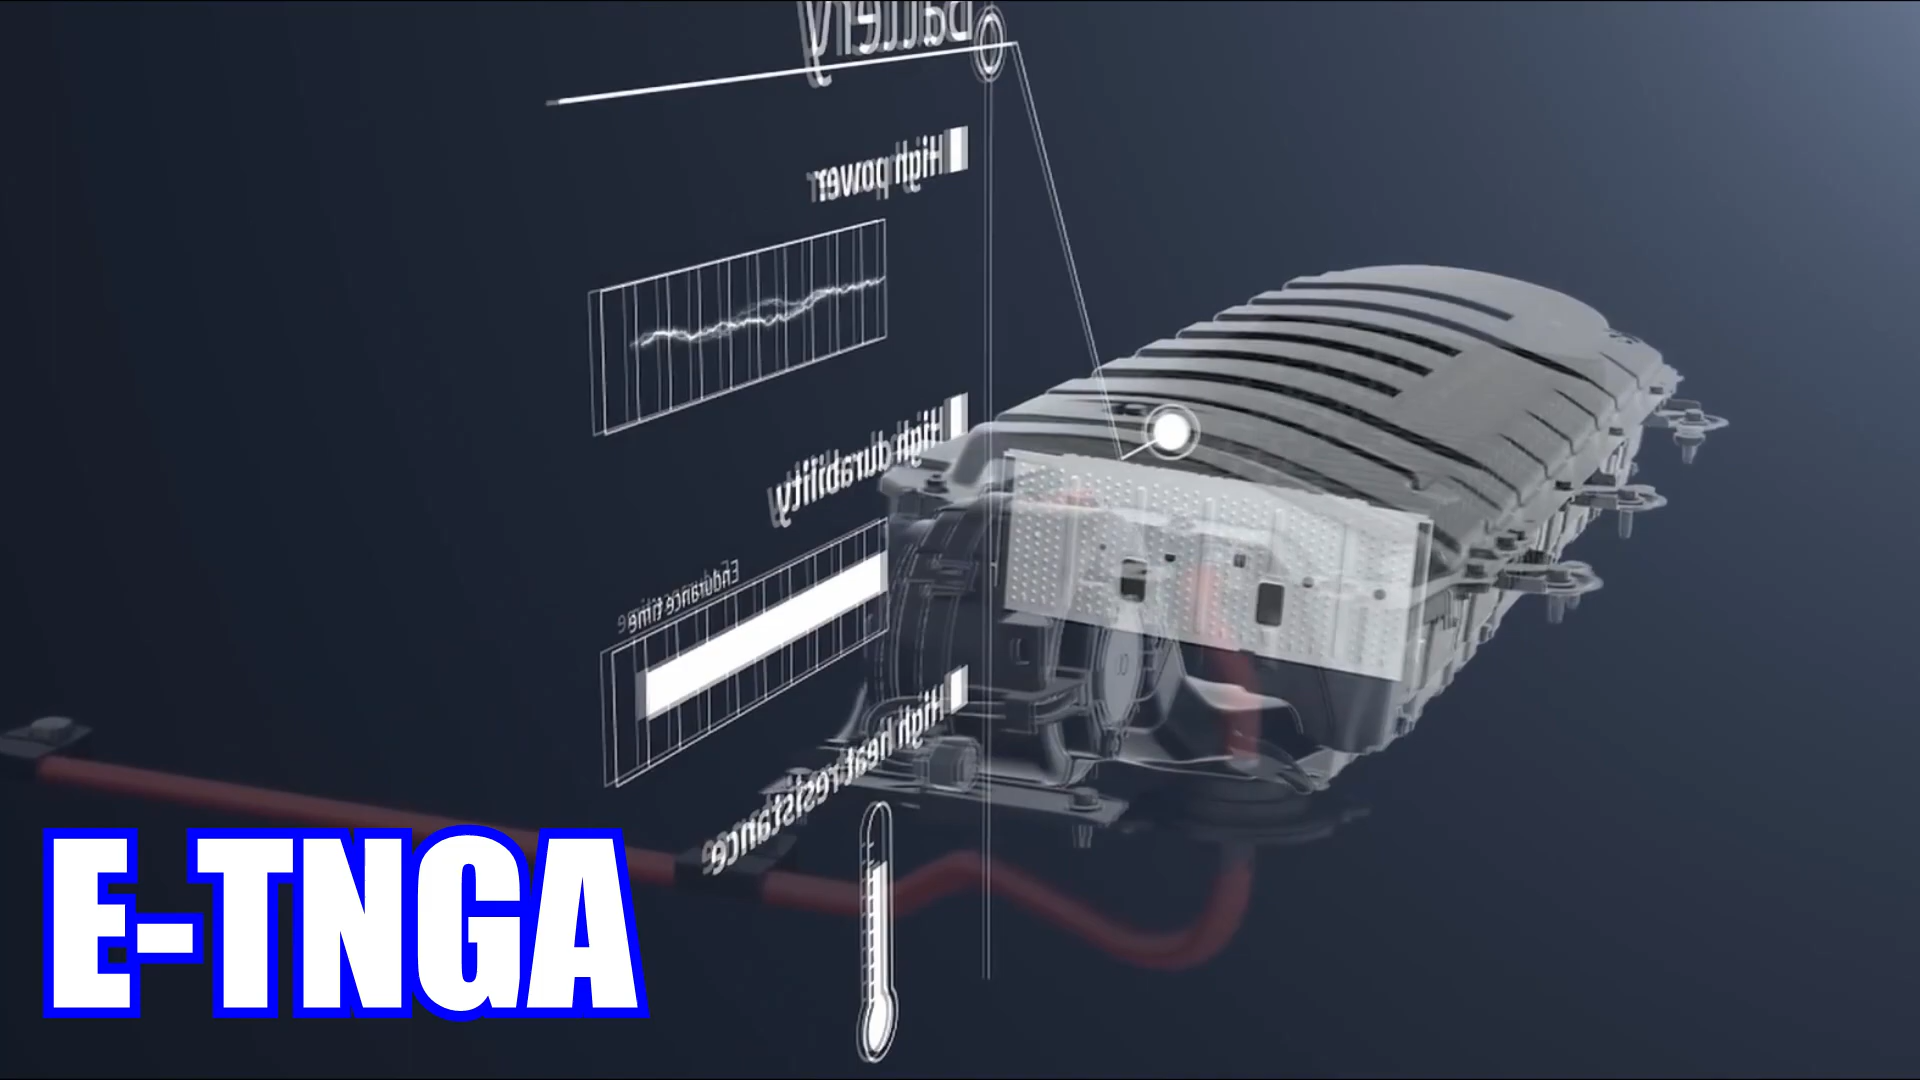 Battery
High power
High durability
Endurance time
High heat resistance
E-TNGA